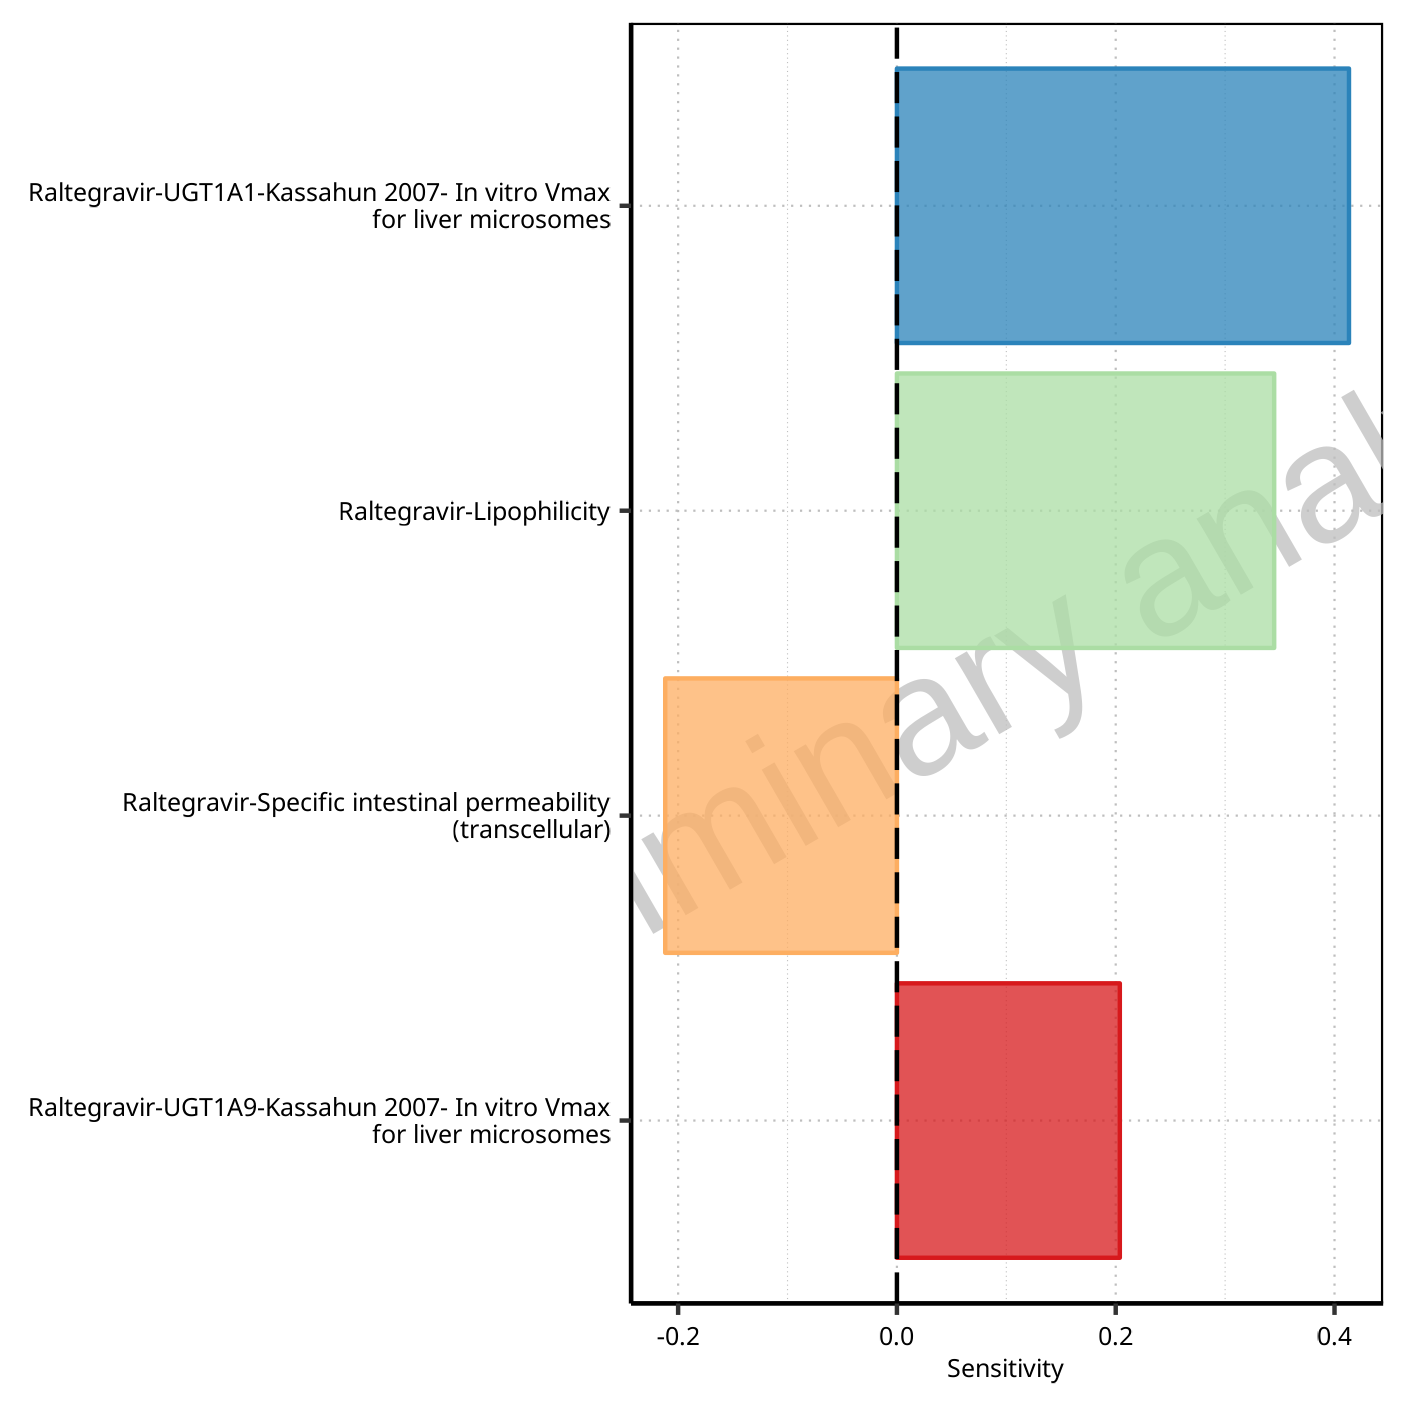 Raltegravir-UGT1A1-Kassahun 2007- In vitro Vmax
for liver microsomes
Raltegravir-Lipophilicity
Raltegravir-Specific intestinal permeability
(transcellular)
Raltegravir-UGT1A9-Kassahun 2007- In vitro Vmax
for liver microsomes
-0.2 0.0 0.2 0.4
Sensitivity